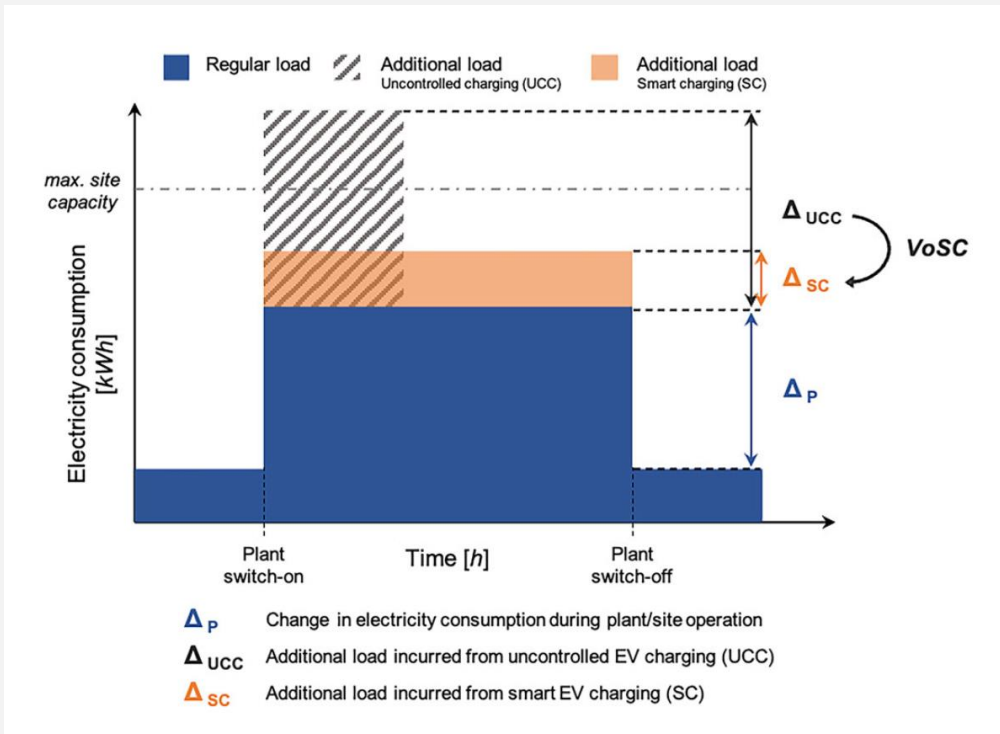 Regular load
Additional load
Uncontrolled charging (UCC)
Additional load
Smart charging (SC)
max. site
capacity
Electricity consumption
[kWh]
Δ UCC
VoSC
Δ SC
Δ P
Plant
switch-on
Time [h]
Plant
switch-off
Δ P Change in electricity consumption during plant/site operation
Δ UCC Additional load incurred from uncontrolled EV charging (UCC)
Δ SC Additional load incurred from smart EV charging (SC)